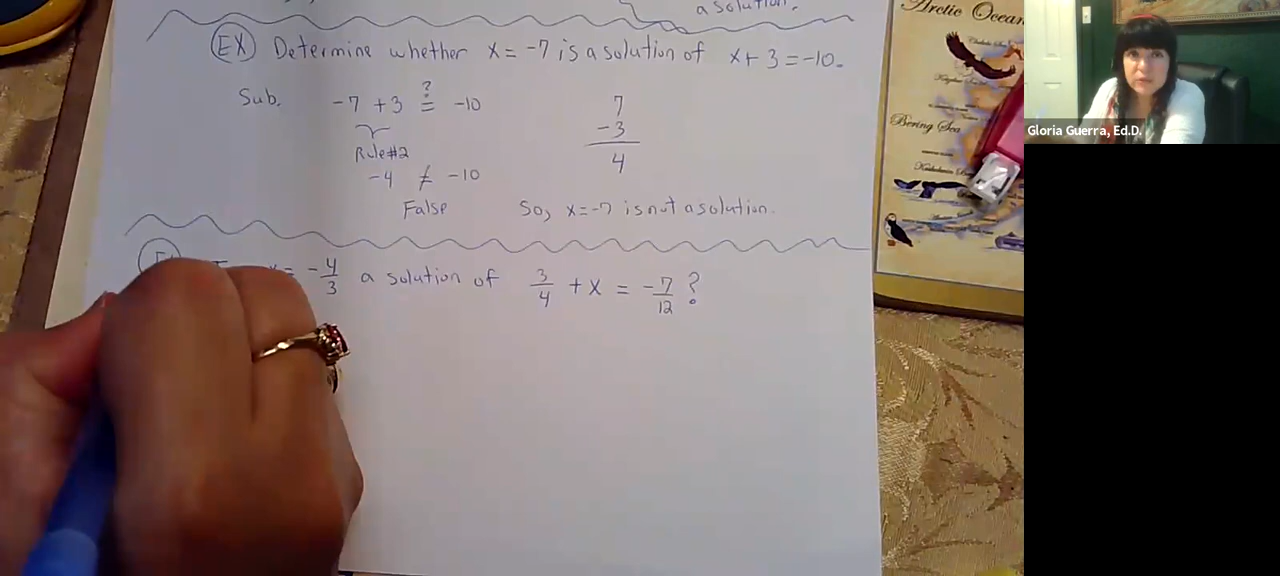 a solution.
EX Determine whether x = -7 is a solution of x + 3 = -10.
Sub. -7 + 3 ≟ -10
Rule #2
-4 ≠ -10
False
7
-3
4
So, x = -7 is not a solution.
x = -4/3 a solution of 3/4 + x = -7/12 ?
Arctic Ocean
Bering Sea
Gloria Guerra, Ed.D.